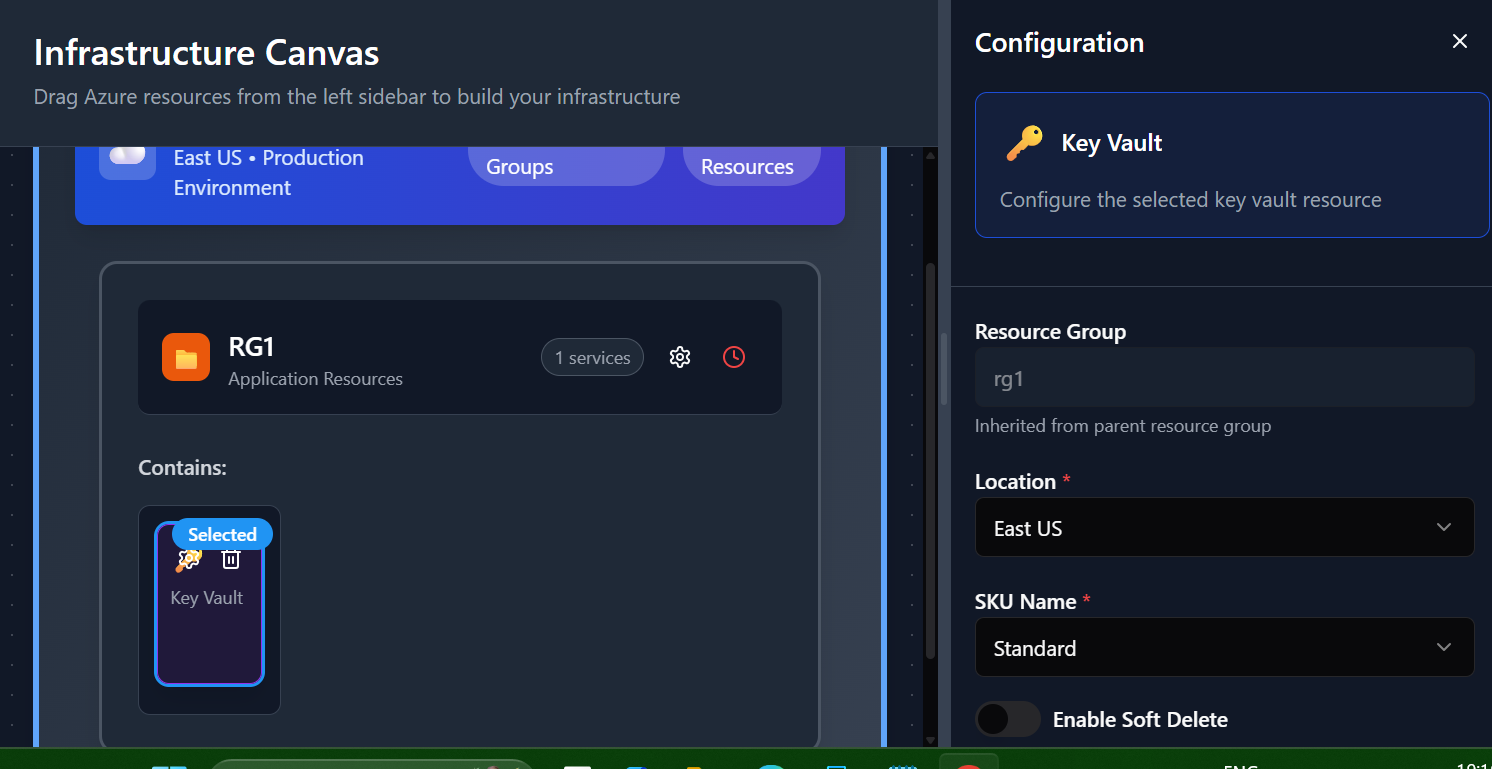 Infrastructure Canvas
Drag Azure resources from the left sidebar to build your infrastructure
East US • Production
Environment
Groups
Resources
RG1
Application Resources
1 services
Contains:
Selected
Key Vault
Configuration
Key Vault
Configure the selected key vault resource
Resource Group
rg1
Inherited from parent resource group
Location *
East US
SKU Name *
Standard
Enable Soft Delete
ENG